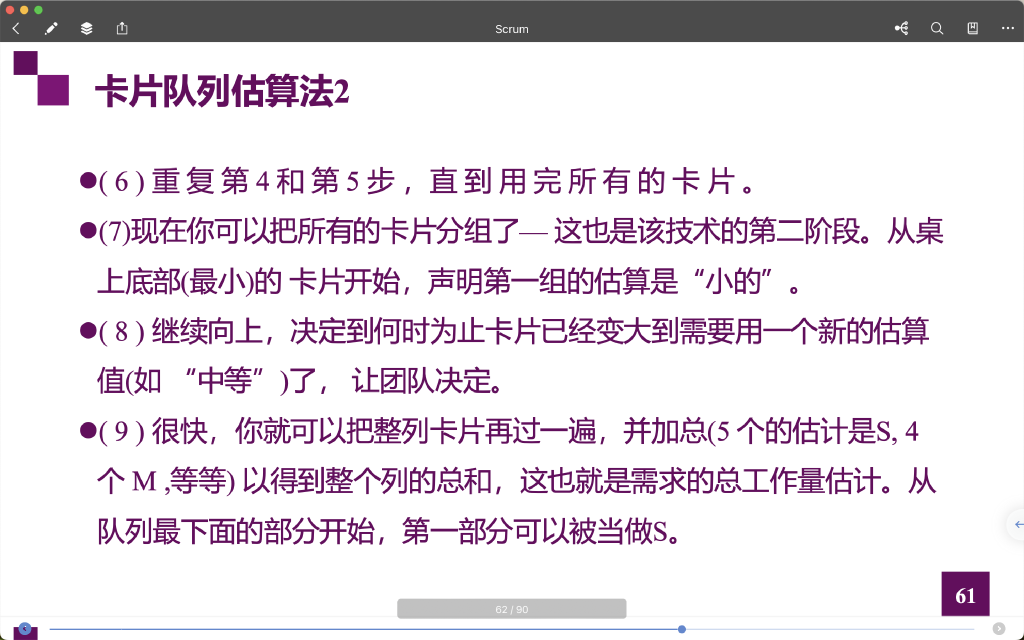 Scrum
卡片队列估算法2
●( 6 ) 重 复 第 4 和 第 5 步 ，直 到 用 完 所 有 的 卡 片 。
●(7)现在你可以把所有的卡片分组了— 这也是该技术的第二阶段。从桌
上底部(最小)的 卡片开始，声明第一组的估算是“小的”。
●( 8 ) 继续向上，决定到何时为止卡片已经变大到需要用一个新的估算
值(如 “中等”)了， 让团队决定。
●( 9 ) 很快，你就可以把整列卡片再过一遍，并加总(5 个的估计是S, 4
个 M ,等等) 以得到整个列的总和，这也就是需求的总工作量估计。从
队列最下面的部分开始，第一部分可以被当做S。
61
62 / 90